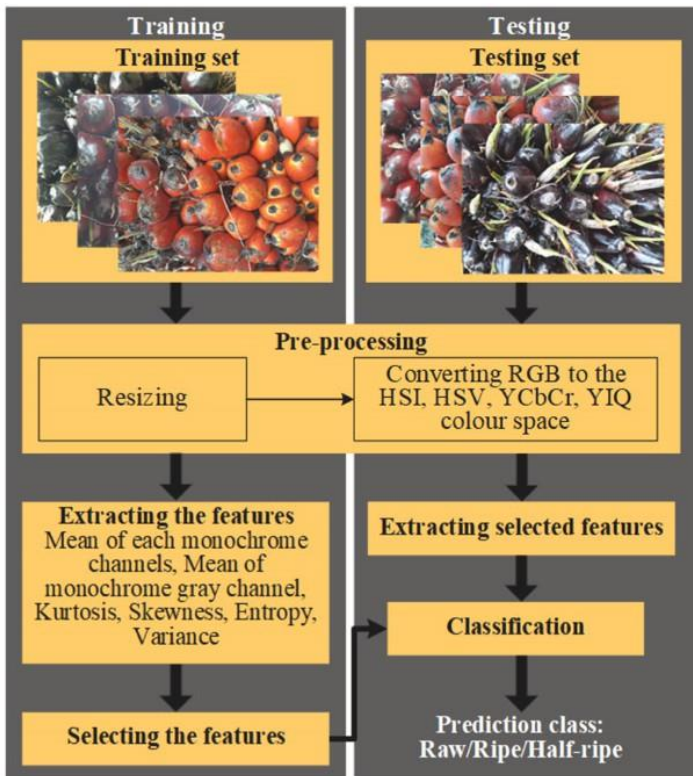 Training
Training set
Testing
Testing set
Pre-processing
Resizing
Converting RGB to the
HSI, HSV, YCbCr, YIQ
colour space
Extracting the features
Mean of each monochrome
channels, Mean of
monochrome gray channel,
Kurtosis, Skewness, Entropy,
Variance
Selecting the features
Extracting selected features
Classification
Prediction class:
Raw/Ripe/Half-ripe